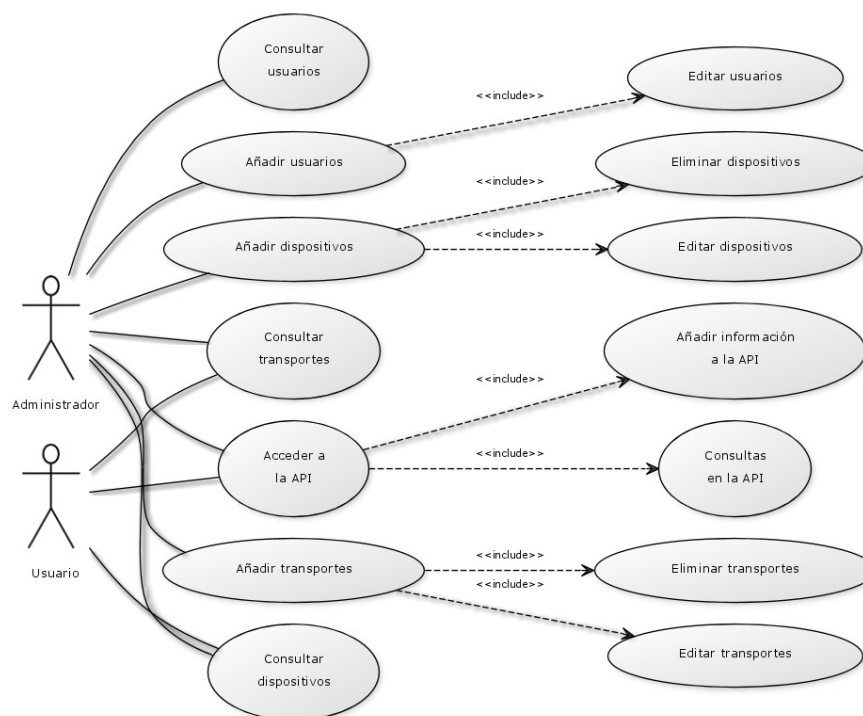 Consultar
usuarios
<<include>>
Editar usuarios
Añadir usuarios
<<include>>
Eliminar dispositivos
Añadir dispositivos
<<include>>
Editar dispositivos
Consultar
transportes
Añadir información
a la API
<<include>>
Administrador
Acceder a
la API
<<include>>
Consultas
en la API
Usuario
Añadir transportes
<<include>>
Eliminar transportes
<<include>>
Editar transportes
Consultar
dispositivos